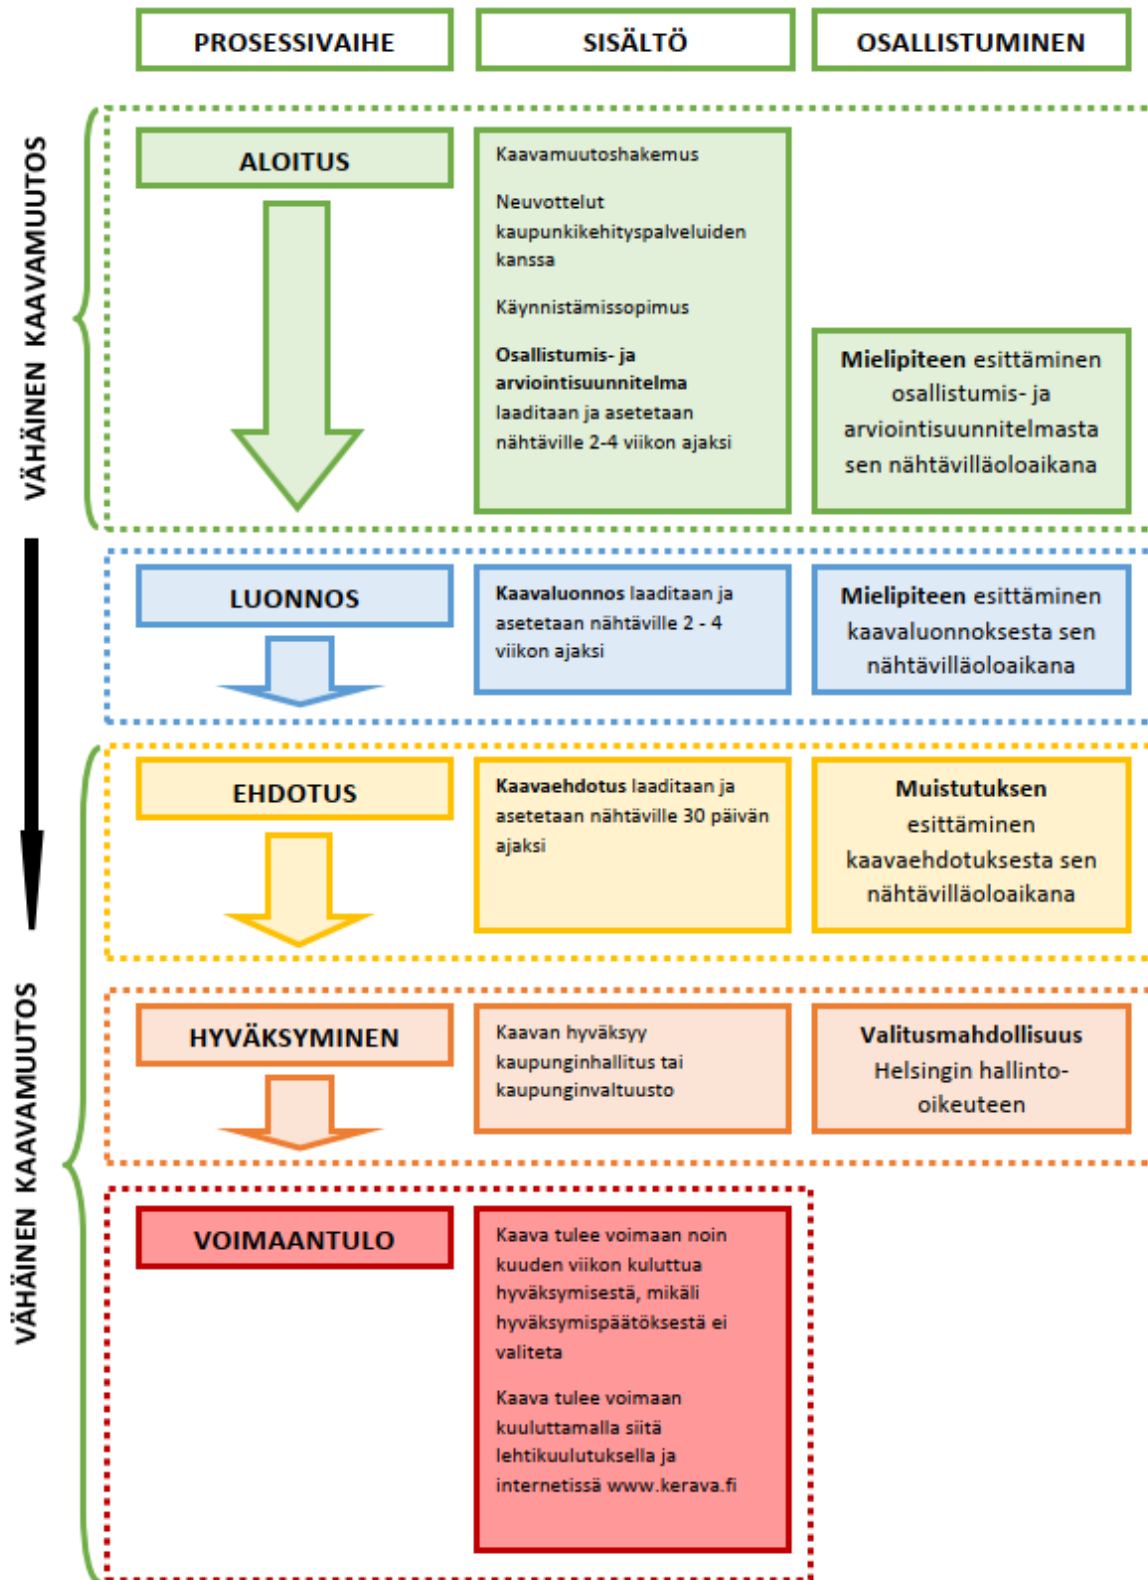 PROSESSIVAIHE
SISÄLTÖ
OSALLISTUMINEN
VÄHÄINEN KAAVAMUUTOS
ALOITUS
Kaavamuutoshakemus
Neuvottelut
kaupunkikehityspalveluiden
kanssa
Käynnistämissopimus
Osallistumis- ja
arviointisuunnitelma
laaditaan ja asetetaan
nähtäville 2-4 viikon ajaksi
Mielipiteen esittäminen
osallistumis- ja
arviointisuunnitelmasta
sen nähtävilläoloaikana
LUONNOS
Kaavaluonnos laaditaan ja
asetetaan nähtäville 2 - 4
viikon ajaksi
Mielipiteen esittäminen
kaavaluonnoksesta sen
nähtävilläoloaikana
VÄHÄINEN KAAVAMUUTOS
EHDOTUS
Kaavaehdotus laaditaan ja
asetetaan nähtäville 30 päivän
ajaksi
Muistutuksen
esittäminen
kaavaehdotuksesta sen
nähtävilläoloaikana
HYVÄKSYMINEN
Kaavan hyväksyy
kaupunginhallitus tai
kaupunginvaltuusto
Valitusmahdollisuus
Helsingin hallinto-
oikeuteen
VOIMAANTULO
Kaava tulee voimaan noin
kuuden viikon kuluttua
hyväksymisestä, mikäli
hyväksymispäätöksestä ei
valiteta
Kaava tulee voimaan
kuuluttamalla siitä
lehtikuulutuksella ja
internetissä www.kerava.fi